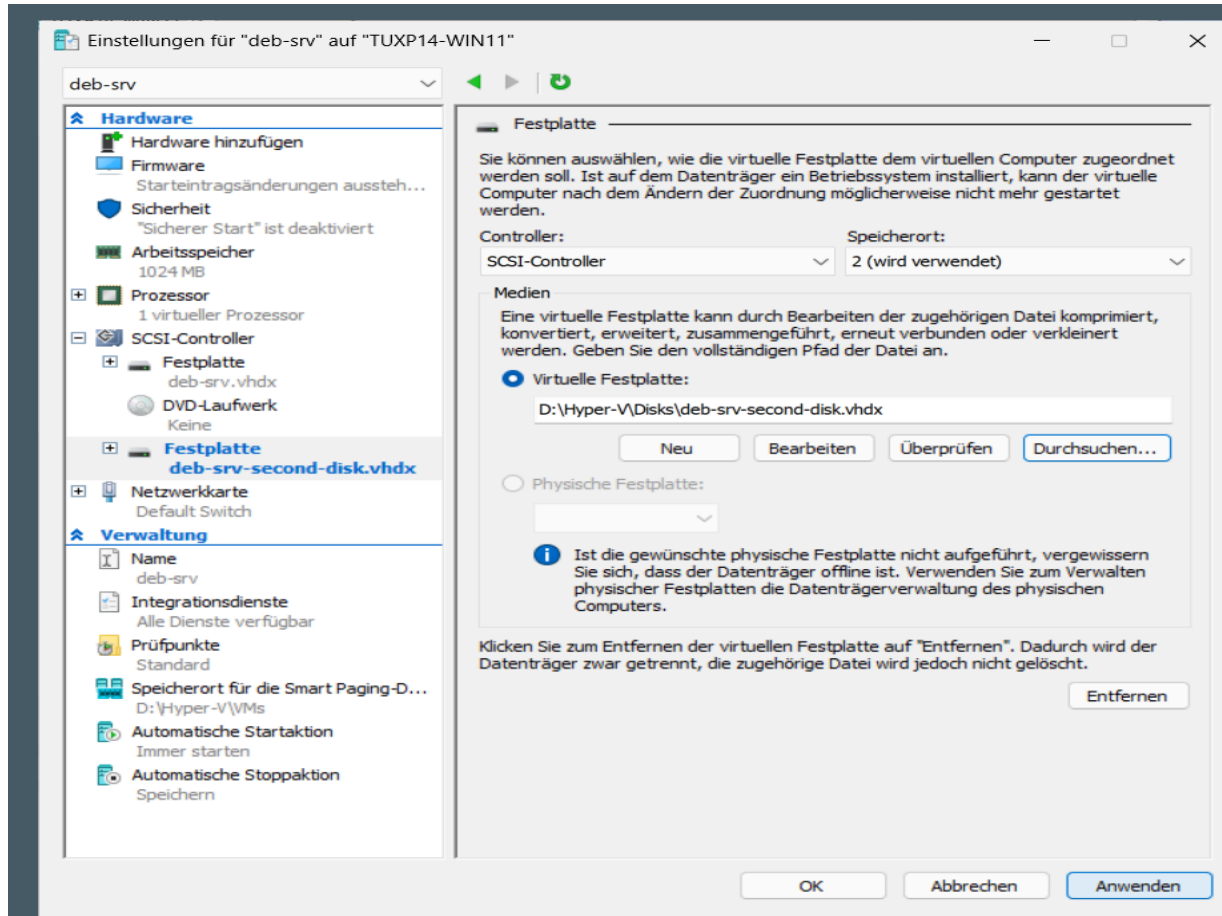 Einstellungen für "deb-srv" auf "TUXP14-WIN11"
deb-srv
Hardware
Hardware hinzufügen
Firmware
Starteintragsänderungen aussteh...
Sicherheit
"Sicherer Start" ist deaktiviert
Arbeitsspeicher
1024 MB
Prozessor
1 virtueller Prozessor
SCSI-Controller
Festplatte
deb-srv.vhdx
DVD-Laufwerk
Keine
Festplatte
deb-srv-second-disk.vhdx
Netzwerkkarte
Default Switch
Verwaltung
Name
deb-srv
Integrationsdienste
Alle Dienste verfügbar
Prüfpunkte
Standard
Speicherort für die Smart Paging-D...
D:\Hyper-V\VMs
Automatische Startaktion
Immer starten
Automatische Stoppaktion
Speichern
Festplatte
Sie können auswählen, wie die virtuelle Festplatte dem virtuellen Computer zugeordnet
werden soll. Ist auf dem Datenträger ein Betriebssystem installiert, kann der virtuelle
Computer nach dem Ändern der Zuordnung möglicherweise nicht mehr gestartet
werden.
Controller:
Speicherort:
SCSI-Controller
2 (wird verwendet)
Medien
Eine virtuelle Festplatte kann durch Bearbeiten der zugehörigen Datei komprimiert,
konvertiert, erweitert, zusammengeführt, erneut verbunden oder verkleinert
werden. Geben Sie den vollständigen Pfad der Datei an.
Virtuelle Festplatte:
D:\Hyper-V\Disks\deb-srv-second-disk.vhdx
Neu
Bearbeiten
Überprüfen
Durchsuchen...
Physische Festplatte:
Ist die gewünschte physische Festplatte nicht aufgeführt, vergewissern
Sie sich, dass der Datenträger offline ist. Verwenden Sie zum Verwalten
physischer Festplatten die Datenträgerverwaltung des physischen
Computers.
Klicken Sie zum Entfernen der virtuellen Festplatte auf "Entfernen". Dadurch wird der
Datenträger zwar getrennt, die zugehörige Datei wird jedoch nicht gelöscht.
Entfernen
OK
Abbrechen
Anwenden